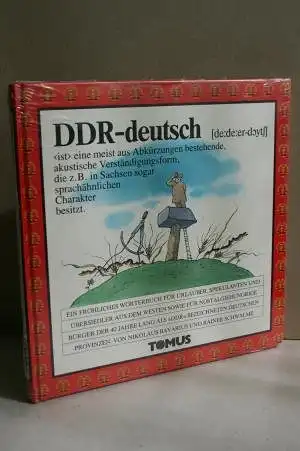 DDR-deutsch [de:de:er-dɔytʃ]
‹ist› eine meist aus Abkürzungen bestehende,
akustische Verständigungsform,
die z.B. in Sachsen sogar
sprachähnlichen
Charakter
besitzt.
EIN FRÖHLICHES WÖRTERBUCH FÜR URLAUBER, SPEKULANTEN UND
ÜBERSIEDLER AUS DEM WESTEN SOWIE FÜR NOSTALGIEHUNGRIGE
BÜRGER DER 40 JAHRE LANG ALS «DDR» BEZEICHNETEN DEUTSCHEN
PROVINZEN. VON NIKOLAUS BAVARIUS UND RAINER SCHWALME
TOMUS